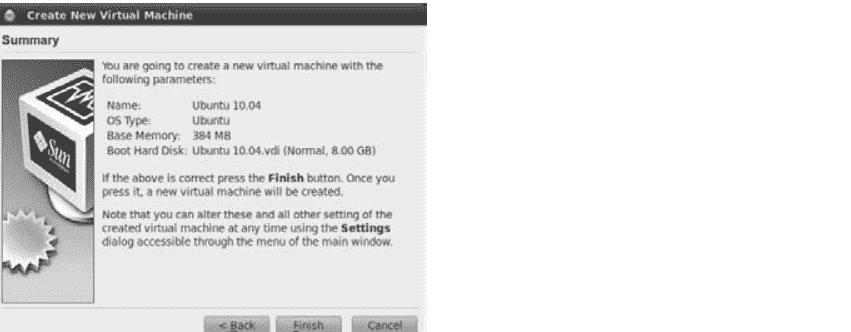 Create New Virtual Machine
Summary
You are going to create a new virtual machine with the
following parameters:
Name: Ubuntu 10.04
OS Type: Ubuntu
Base Memory: 384 MB
Boot Hard Disk: Ubuntu 10.04.vdi (Normal, 8.00 GB)
If the above is correct press the Finish button. Once you
press it, a new virtual machine will be created.
Note that you can alter these and all other setting of the
created virtual machine at any time using the Settings
dialog accessible through the menu of the main window.
Sun
< Back Finish Cancel